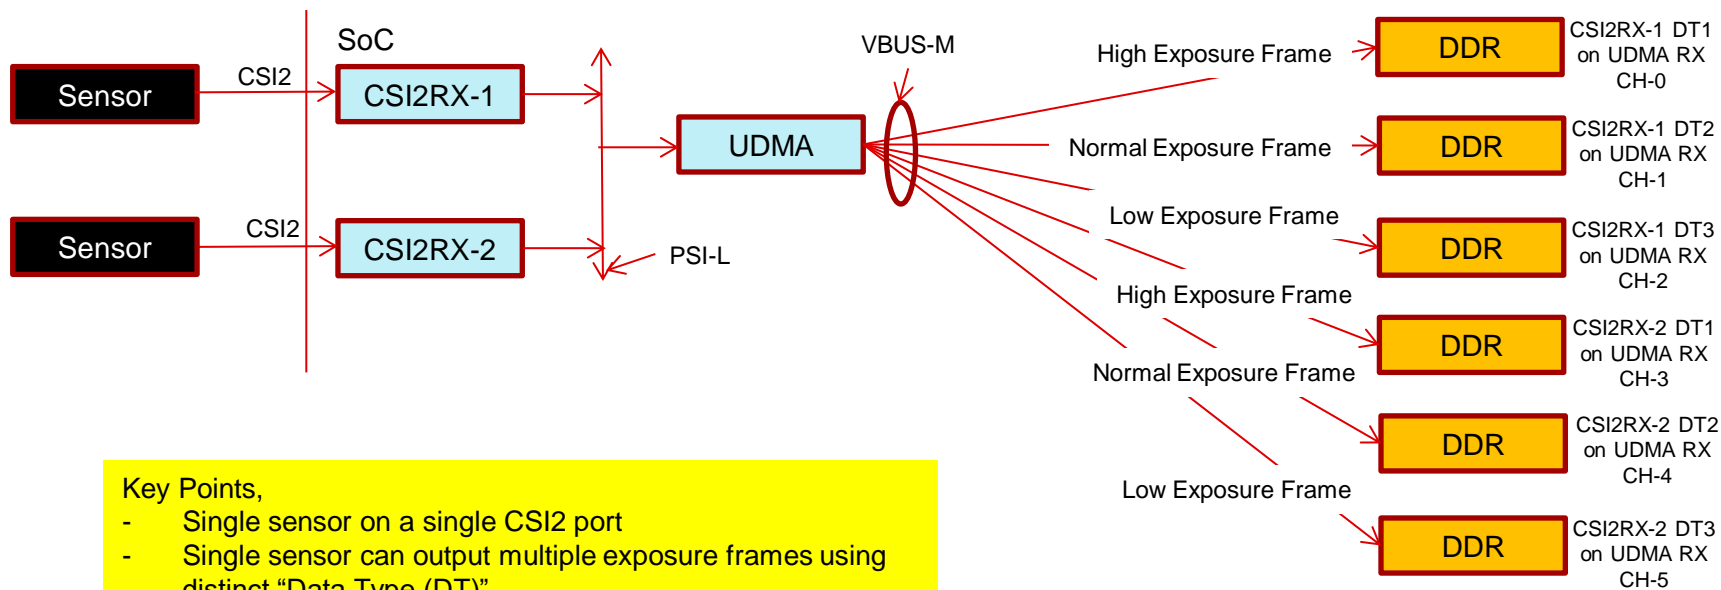 SoC
Sensor
CSI2
CSI2RX-1
Sensor
CSI2
CSI2RX-2
PSI-L
UDMA
VBUS-M
High Exposure Frame
DDR
CSI2RX-1 DT1
on UDMA RX
CH-0
Normal Exposure Frame
DDR
CSI2RX-1 DT2
on UDMA RX
CH-1
Low Exposure Frame
DDR
CSI2RX-1 DT3
on UDMA RX
CH-2
High Exposure Frame
DDR
CSI2RX-2 DT1
on UDMA RX
CH-3
Normal Exposure Frame
DDR
CSI2RX-2 DT2
on UDMA RX
CH-4
Low Exposure Frame
DDR
CSI2RX-2 DT3
on UDMA RX
CH-5
Key Points,
- Single sensor on a single CSI2 port
- Single sensor can output multiple exposure frames using
distinct “Data Type (DT)”